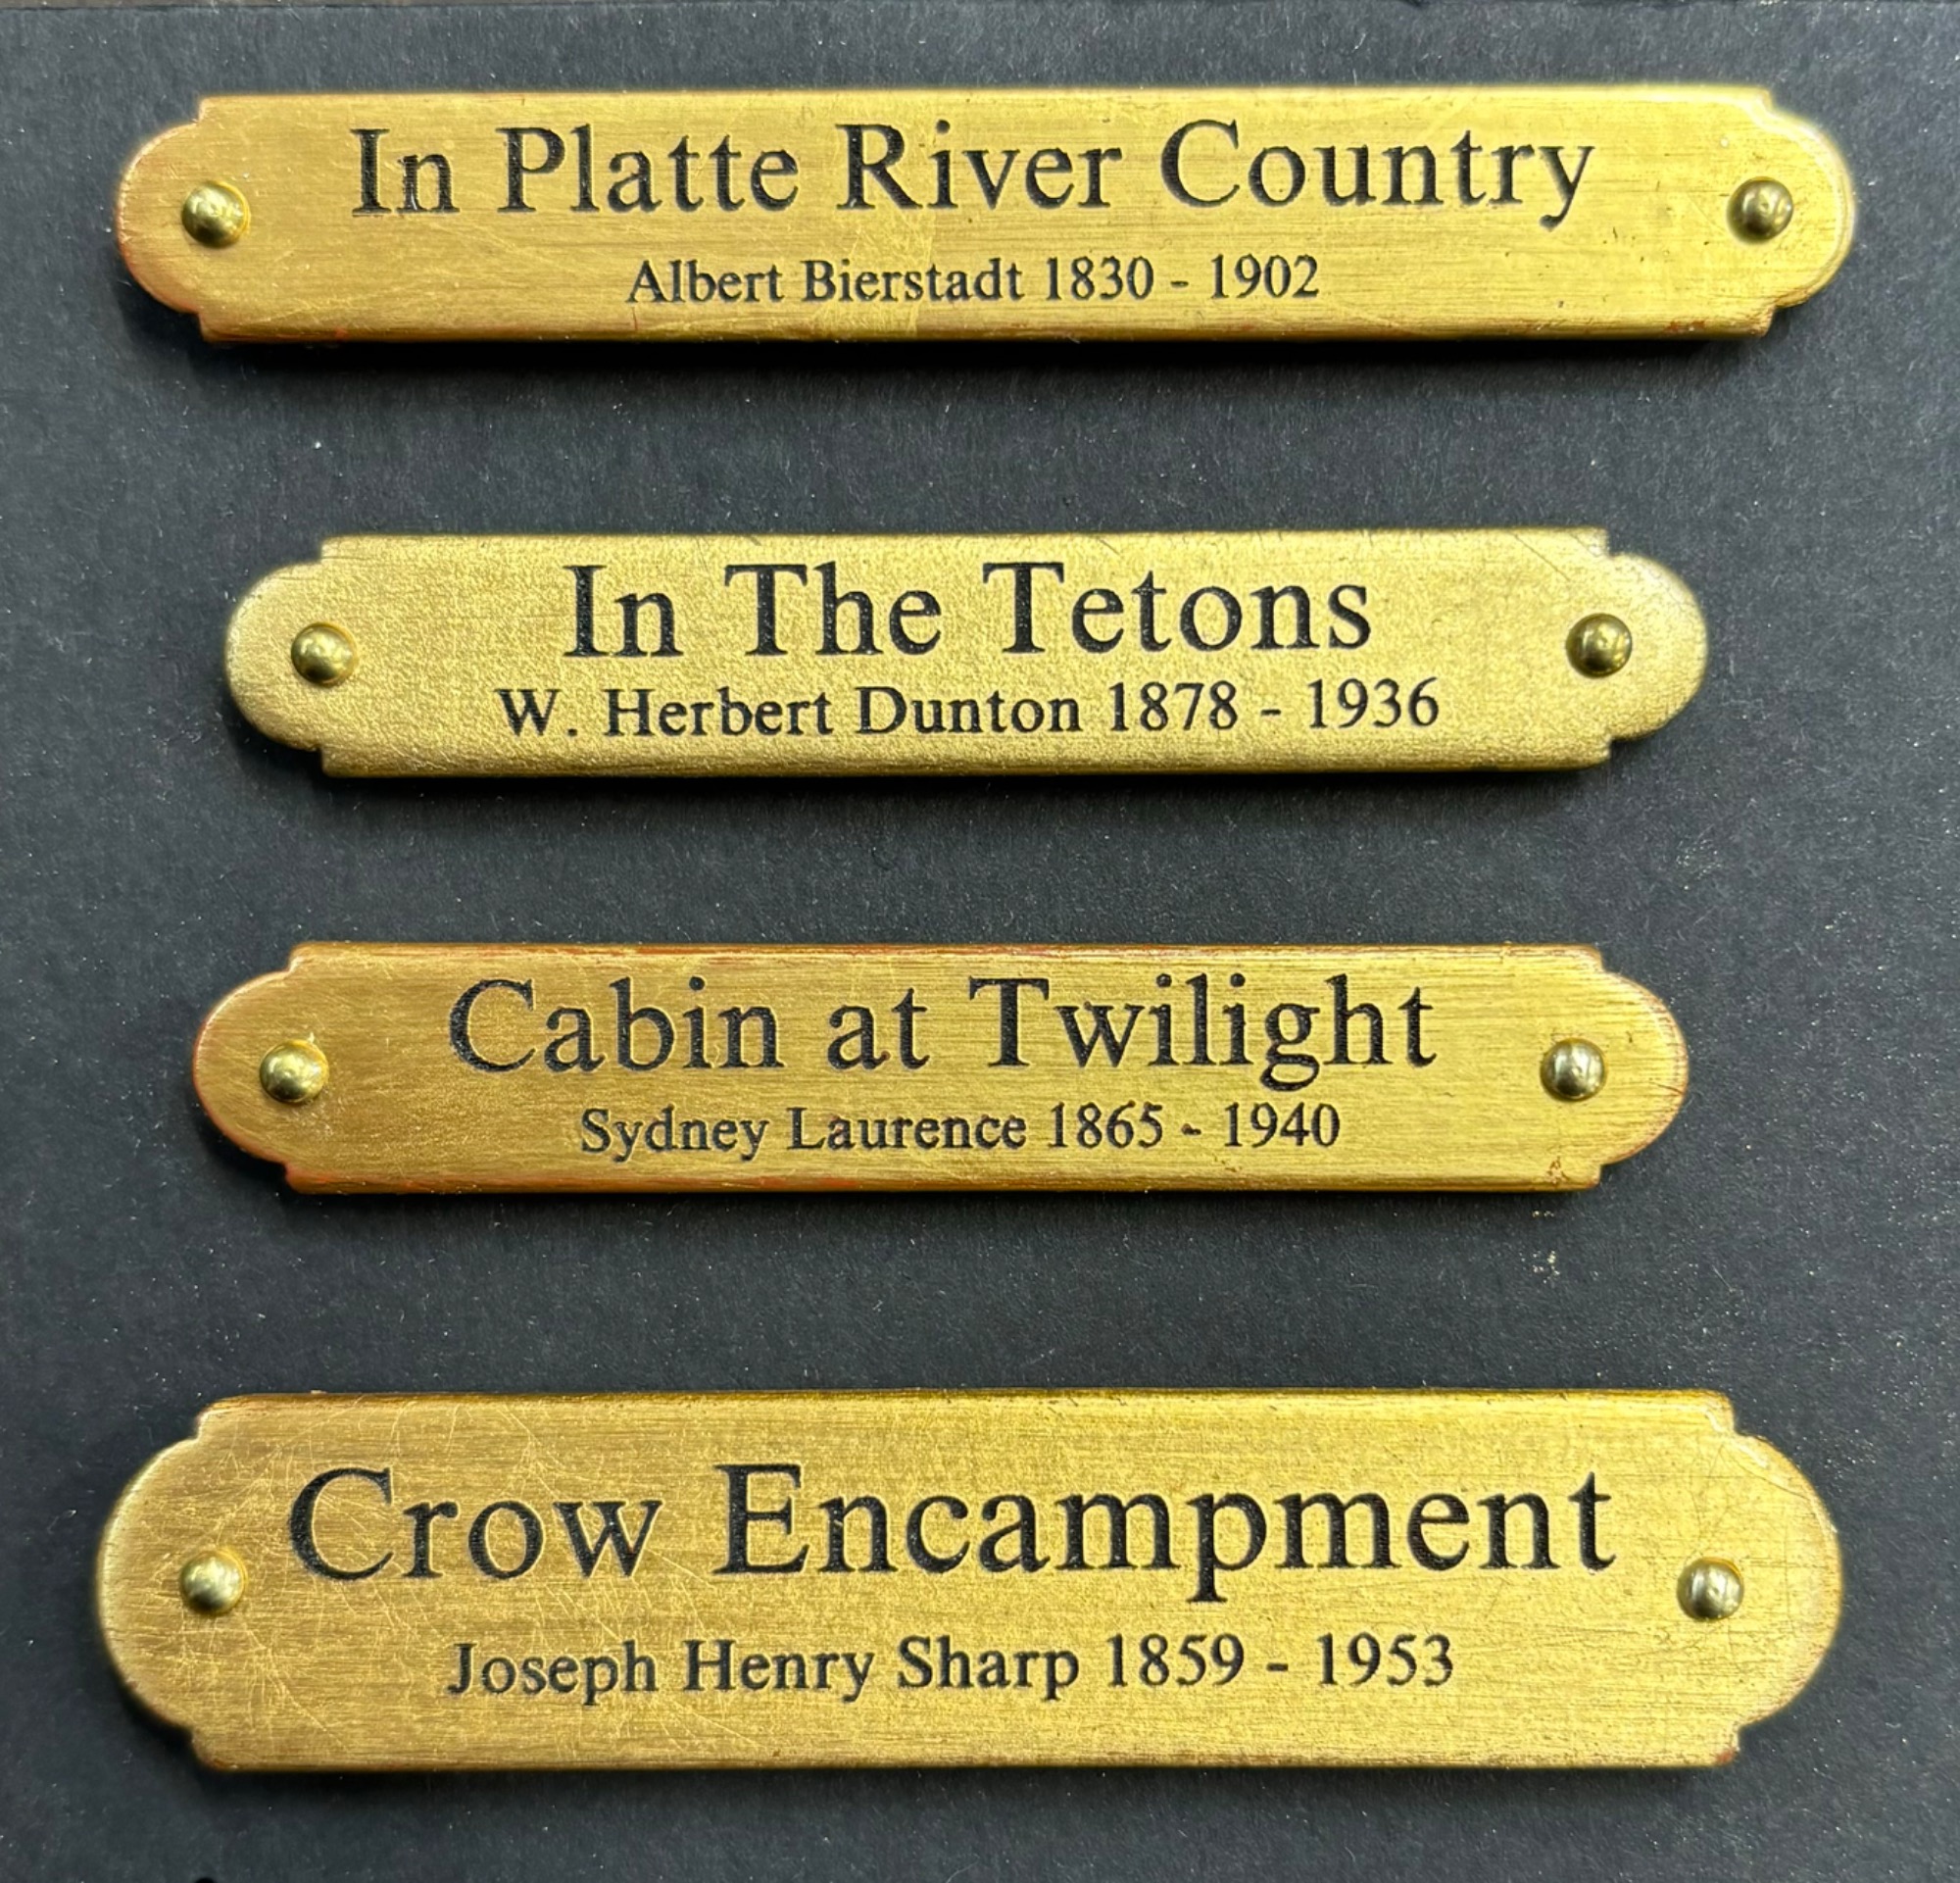 In Platte River Country
Albert Bierstadt 1830 - 1902
In The Tetons
W. Herbert Dunton 1878 - 1936
Cabin at Twilight
Sydney Laurence 1865 - 1940
Crow Encampment
Joseph Henry Sharp 1859 - 1953